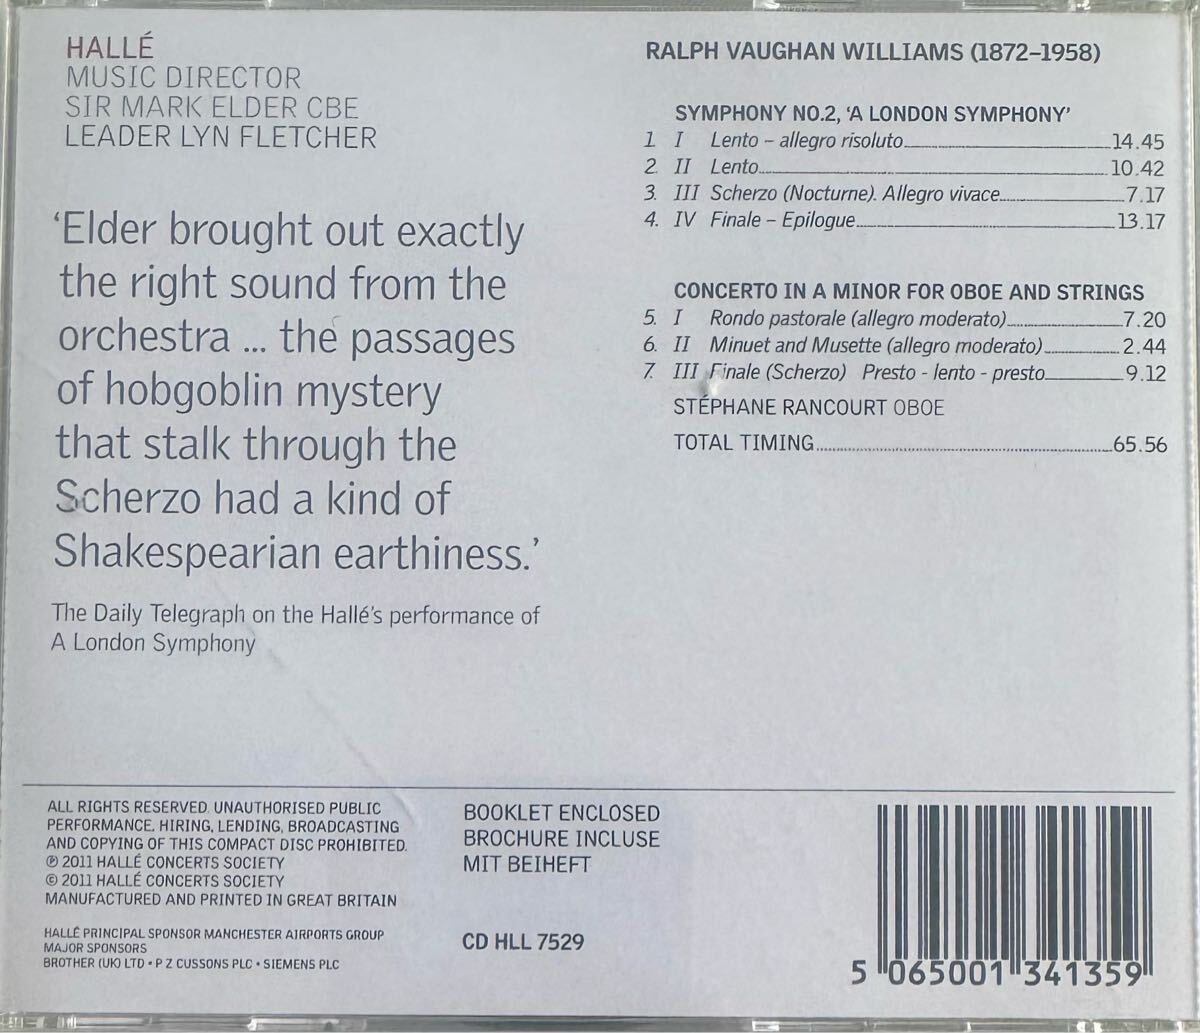 HALLÉ
MUSIC DIRECTOR
SIR MARK ELDER CBE
LEADER LYN FLETCHER
'Elder brought out exactly
the right sound from the
orchestra ... the passages
of hobgoblin mystery
that stalk through the
Scherzo had a kind of
Shakespearian earthiness.'
The Daily Telegraph on the Hallé's performance of
A London Symphony
RALPH VAUGHAN WILLIAMS (1872–1958)
SYMPHONY NO.2, 'A LONDON SYMPHONY'
1. I Lento – allegro risoluto 14.45
2. II Lento 10.42
3. III Scherzo (Nocturne). Allegro vivace 7.17
4. IV Finale – Epilogue 13.17
CONCERTO IN A MINOR FOR OBOE AND STRINGS
5. I Rondo pastorale (allegro moderato) 7.20
6. II Minuet and Musette (allegro moderato) 2.44
7. III Finale (Scherzo) Presto - lento - presto 9.12
STÉPHANE RANCOURT OBOE
TOTAL TIMING 65.56
ALL RIGHTS RESERVED. UNAUTHORISED PUBLIC
PERFORMANCE, HIRING, LENDING, BROADCASTING
AND COPYING OF THIS COMPACT DISC PROHIBITED.
℗ 2011 HALLÉ CONCERTS SOCIETY
© 2011 HALLÉ CONCERTS SOCIETY
MANUFACTURED AND PRINTED IN GREAT BRITAIN
HALLÉ PRINCIPAL SPONSOR MANCHESTER AIRPORTS GROUP
MAJOR SPONSORS
BROTHER (UK) LTD • P Z CUSSONS PLC • SIEMENS PLC
BOOKLET ENCLOSED
BROCHURE INCLUSE
MIT BEIHEFT
CD HLL 7529
5 065001 341359